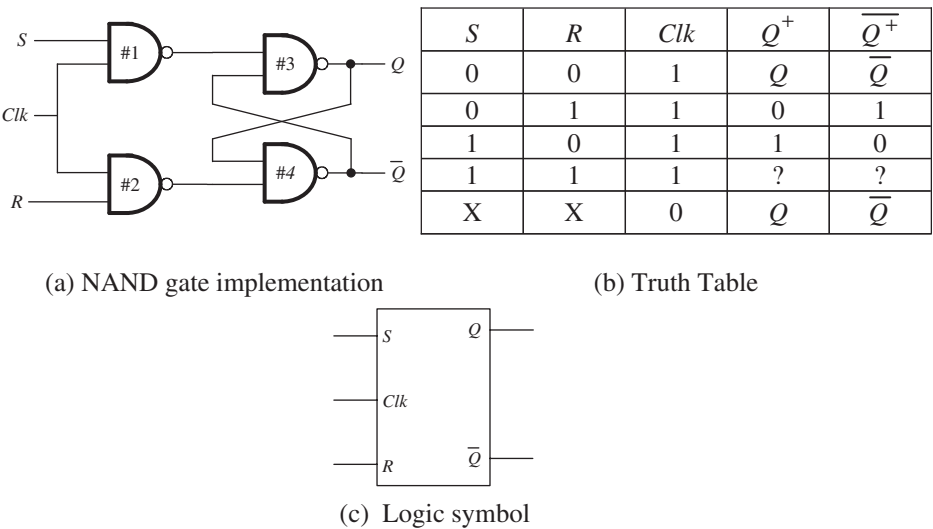 S
#1
#3
Q
Clk
#2
#4
Q̅
R
S R Clk Q⁺ Q̅⁺
0 0 1 Q Q̅
0 1 1 0 1
1 0 1 1 0
1 1 1 ? ?
X X 0 Q Q̅
(a) NAND gate implementation
(b) Truth Table
S Q
Clk
R Q̅
(c) Logic symbol